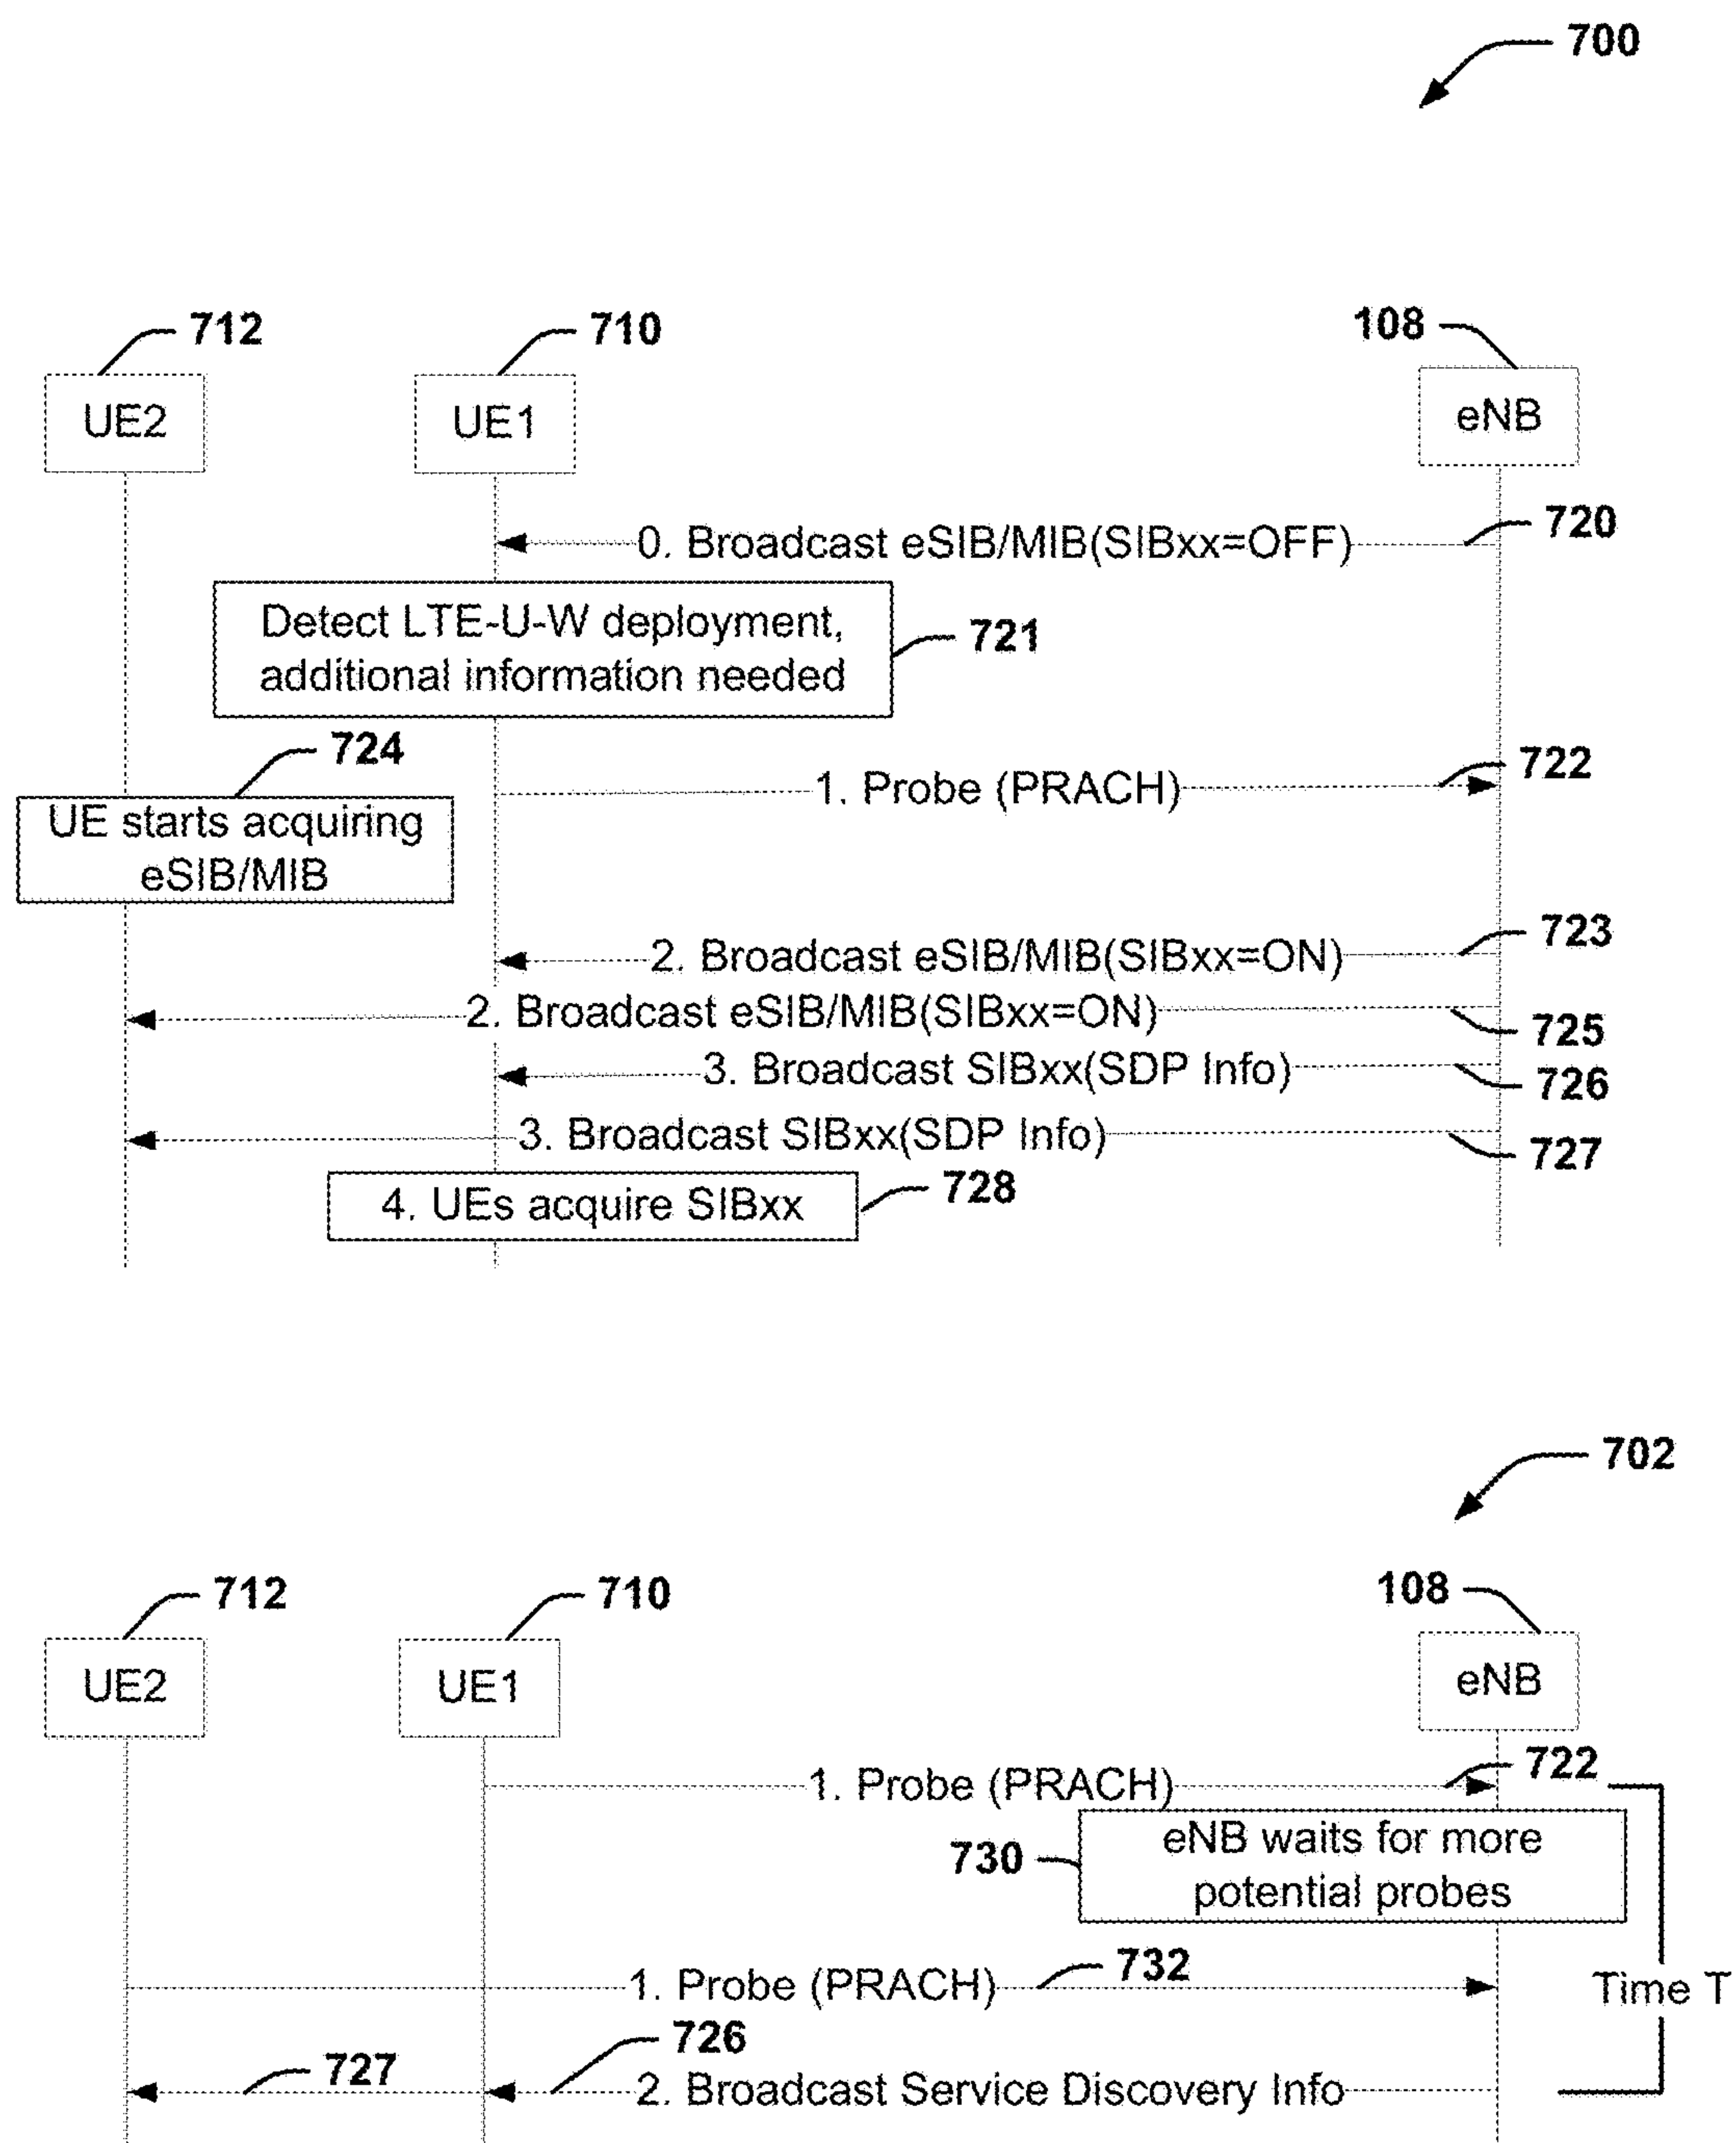 700
712
710
108
UE2
UE1
eNB
0. Broadcast eSIB/MIB(SIBxx=OFF)
720
Detect LTE-U-W deployment,
additional information needed
721
724
1. Probe (PRACH)
722
UE starts acquiring
eSIB/MIB
723
2. Broadcast eSIB/MIB(SIBxx=ON)
2. Broadcast eSIB/MIB(SIBxx=ON)
725
3. Broadcast SIBxx(SDP Info)
726
3. Broadcast SIBxx(SDP Info)
727
4. UEs acquire SIBxx
728
702
712
710
108
UE2
UE1
eNB
1. Probe (PRACH)
722
730
eNB waits for more
potential probes
1. Probe (PRACH)
732
Time T
726
727
2. Broadcast Service Discovery Info